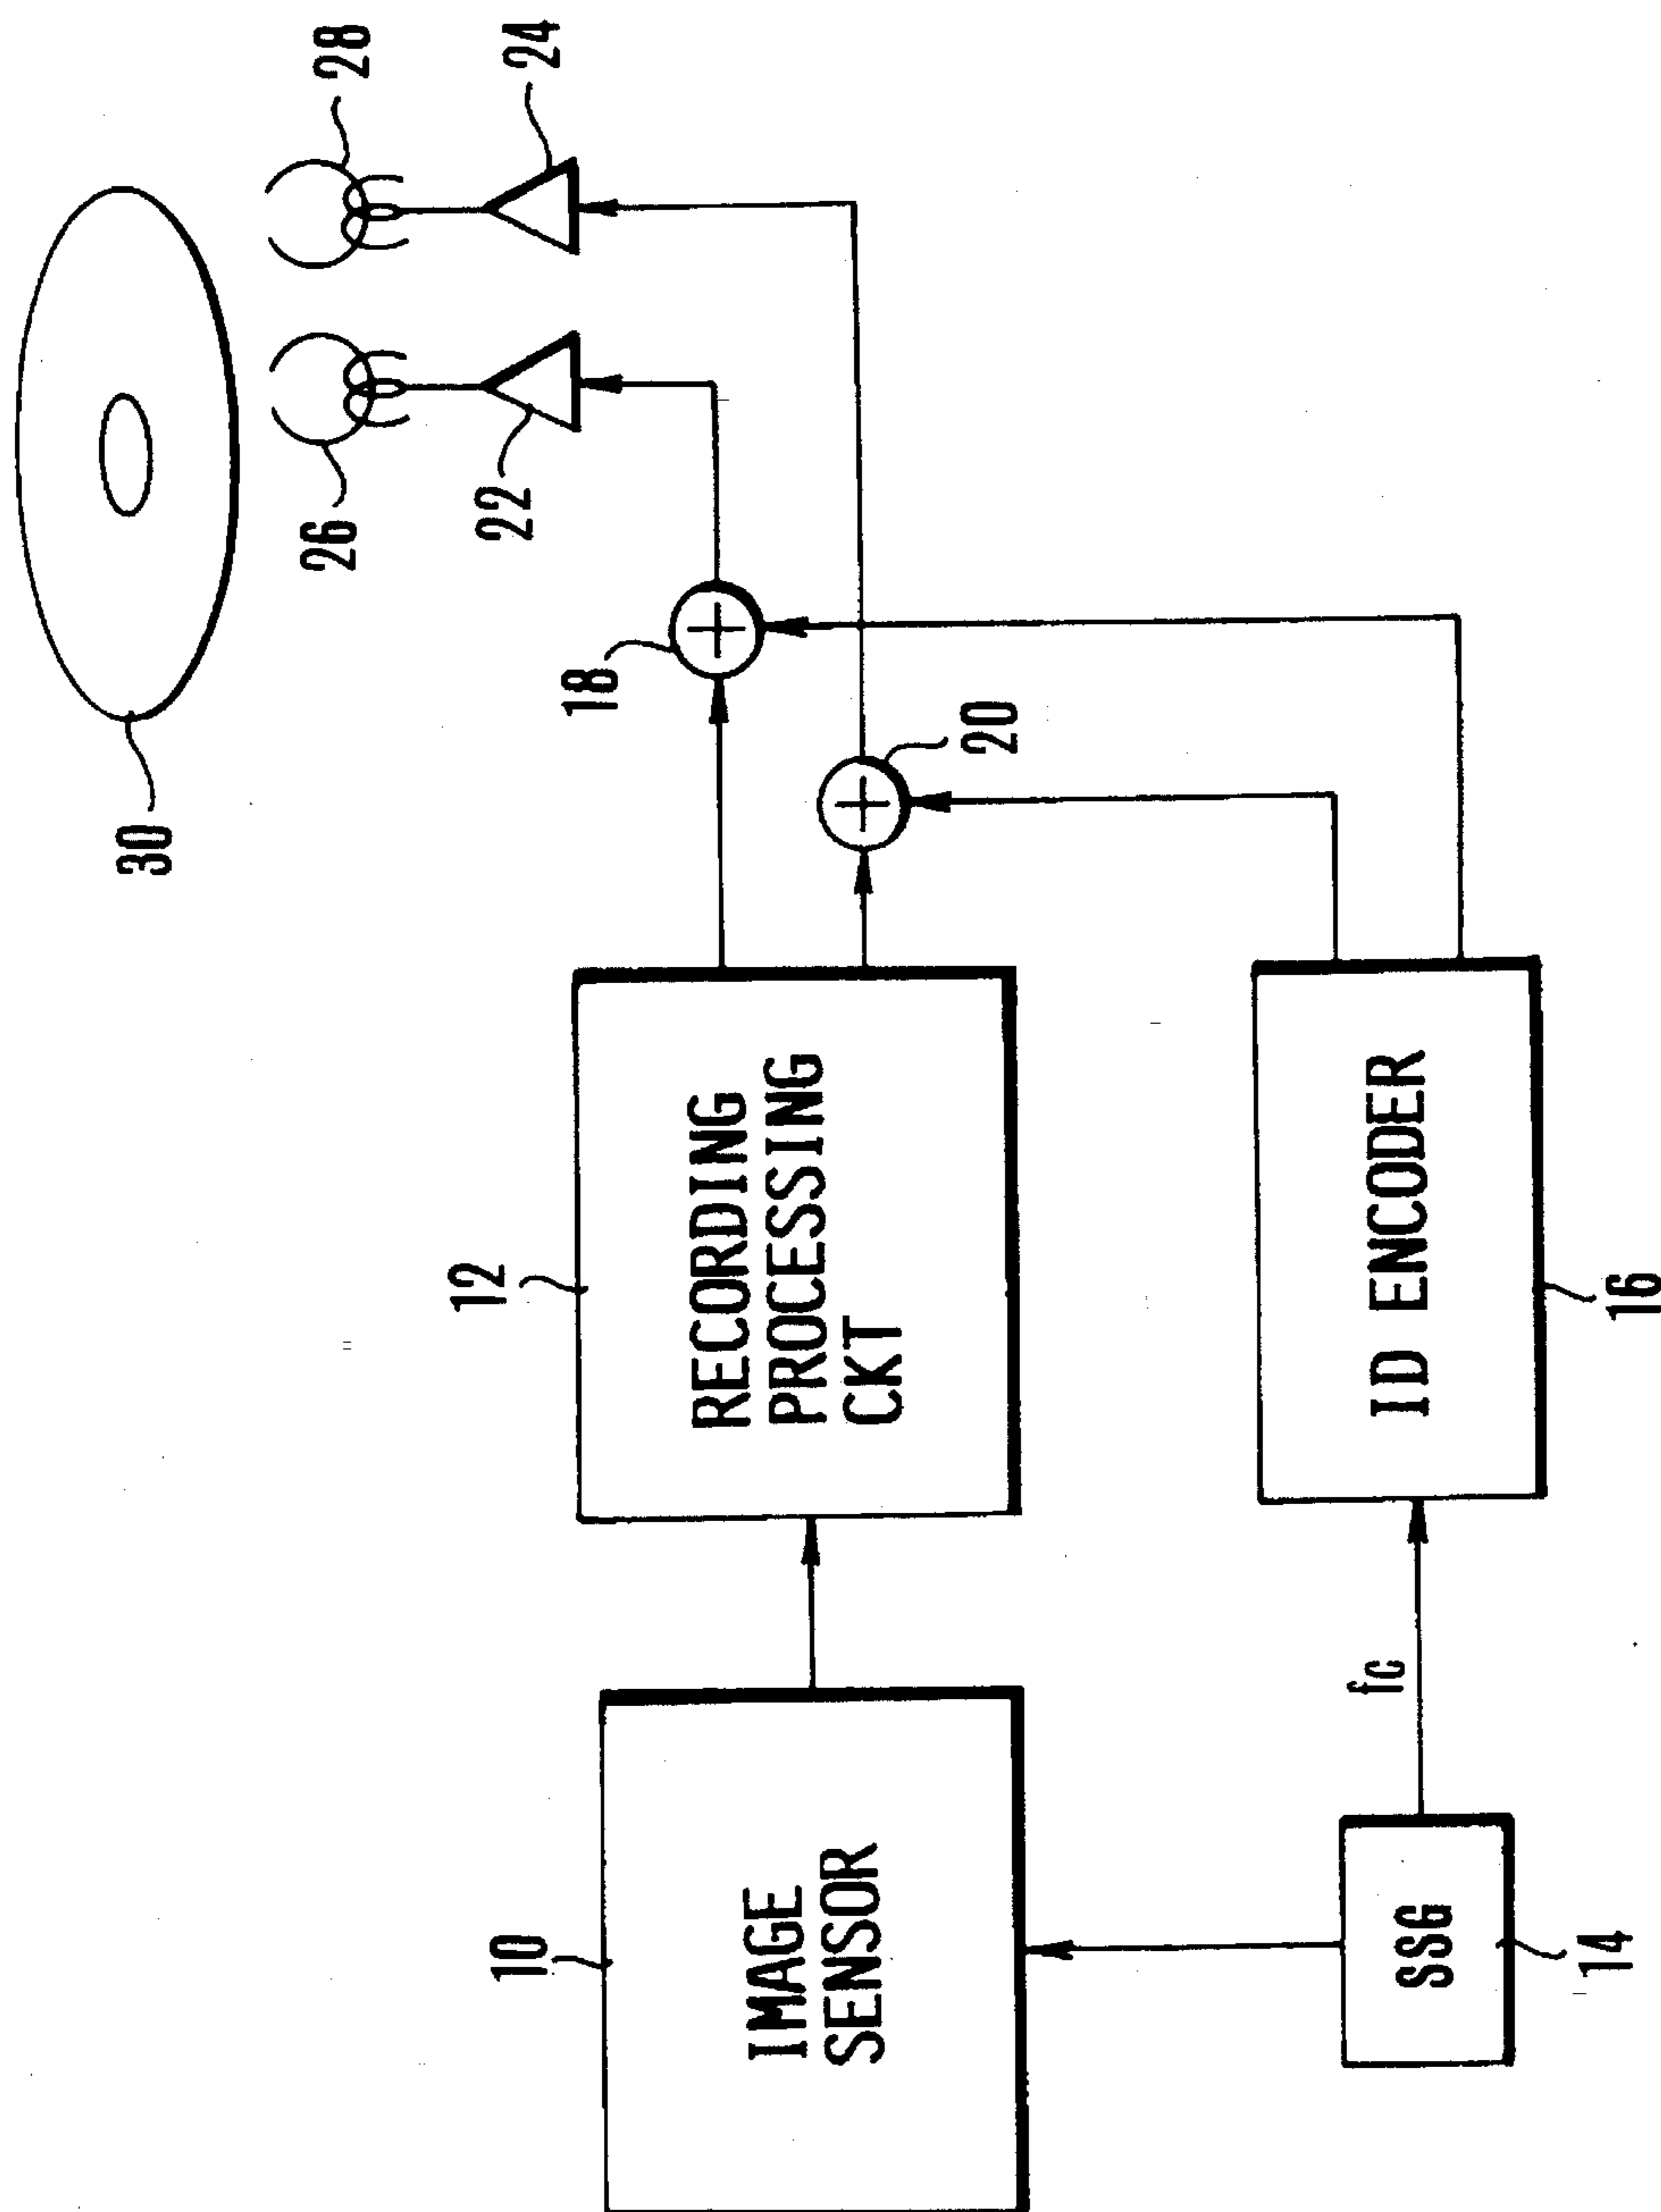 30
26
28
22
24
18
20
12
RECORDING
PROCESSING
CKT
10
IMAGE
SENSOR
ID ENCODER
16
fc
SSG
14